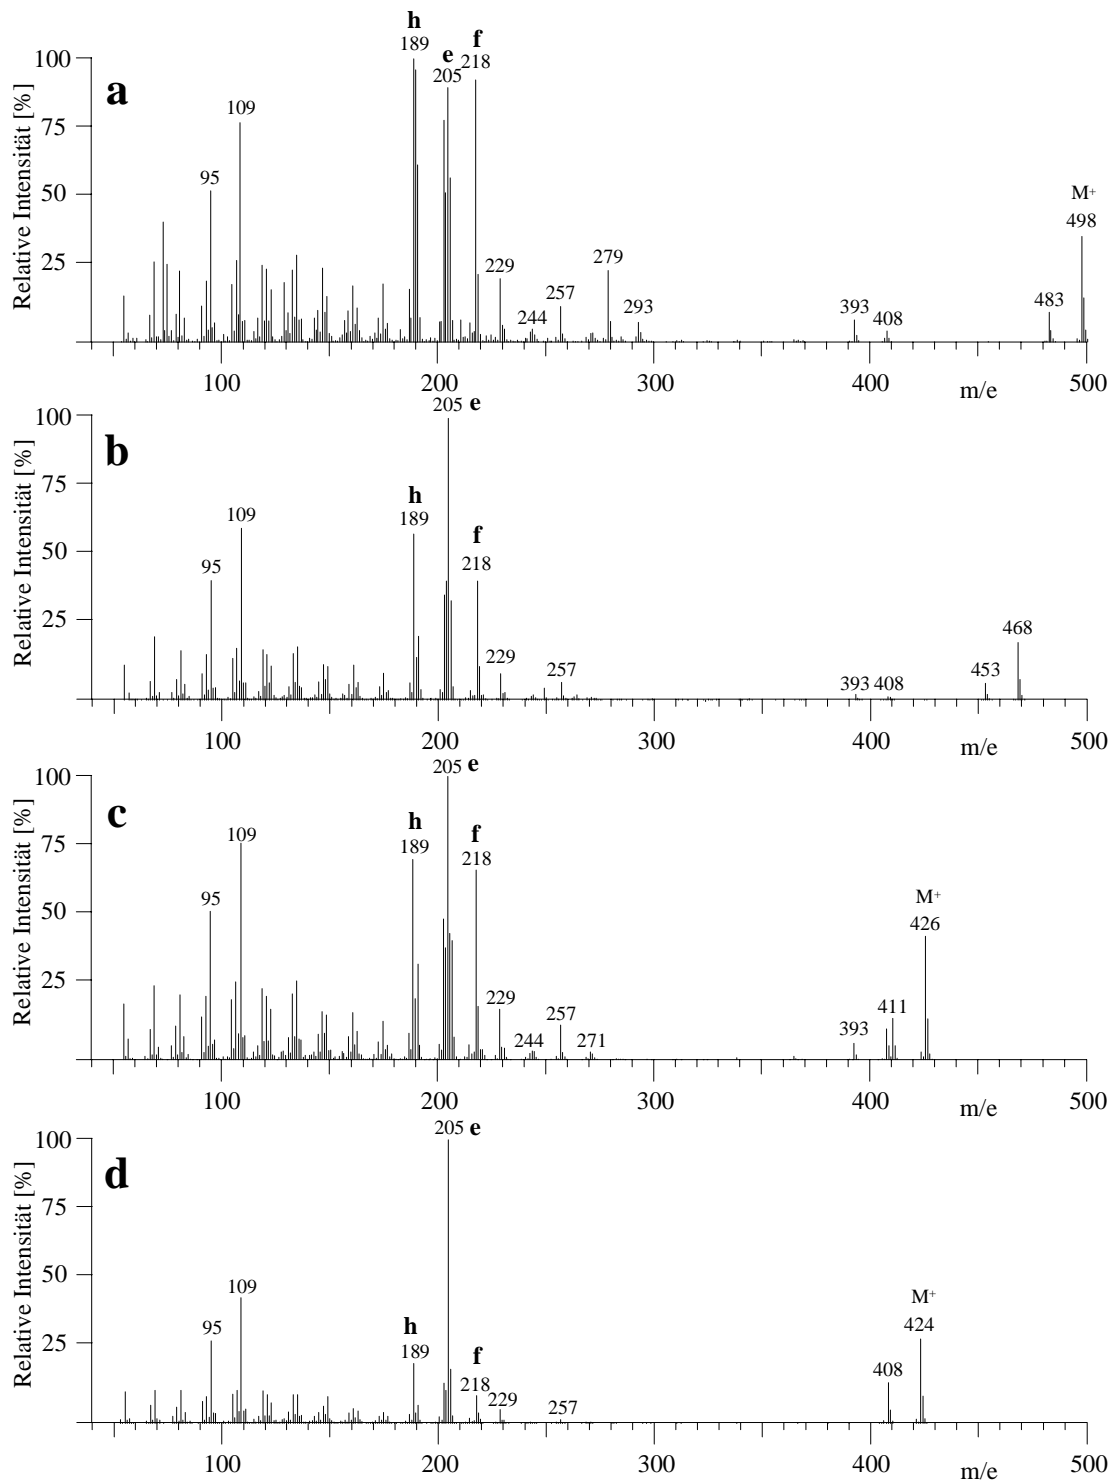 h
189
e
205
f
218
100
a
Relative Intensität [%]
75
109
50
95
25
229
244
257
279
293
393
408
M+
498
483
100
200
300
400
m/e
500
205 e
100
b
Relative Intensität [%]
75
h
189
f
218
109
50
95
25
229
257
393 408
453
468
100
200
300
400
m/e
500
205 e
100
c
Relative Intensität [%]
75
109
h
189
f
218
50
95
25
229
244
257
271
393
411
M+
426
100
200
300
400
m/e
500
205 e
100
d
Relative Intensität [%]
75
50
109
95
25
h
189
f
218
229
257
408
M+
424
100
200
300
400
m/e
500